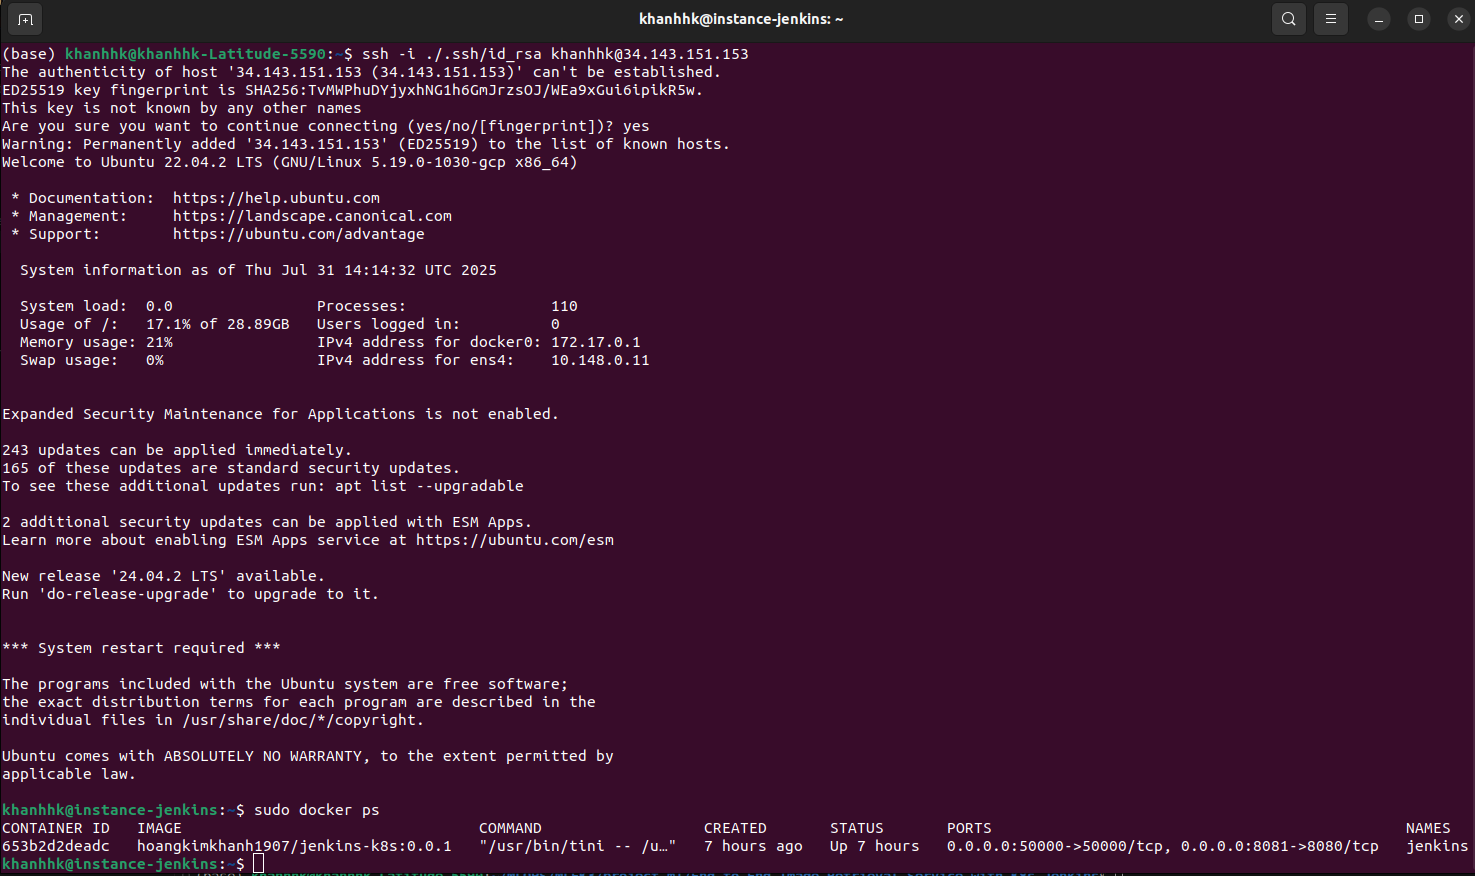 khanhhk@instance-jenkins: ~
(base) khanhhk@khanhhk-Latitude-5590:~$ ssh -i ./.ssh/id_rsa khanhhk@34.143.151.153
The authenticity of host '34.143.151.153 (34.143.151.153)' can't be established.
ED25519 key fingerprint is SHA256:TvMWPhuDYjyxhNG1h6GmJrzsOJ/WEa9xGui6ipikR5w.
This key is not known by any other names
Are you sure you want to continue connecting (yes/no/[fingerprint])? yes
Warning: Permanently added '34.143.151.153' (ED25519) to the list of known hosts.
Welcome to Ubuntu 22.04.2 LTS (GNU/Linux 5.19.0-1030-gcp x86_64)
* Documentation:  https://help.ubuntu.com
* Management:     https://landscape.canonical.com
* Support:        https://ubuntu.com/advantage
System information as of Thu Jul 31 14:14:32 UTC 2025
System load:  0.0                Processes:                110
Usage of /:   17.1% of 28.89GB   Users logged in:          0
Memory usage: 21%                IPv4 address for docker0: 172.17.0.1
Swap usage:   0%                 IPv4 address for ens4:    10.148.0.11
Expanded Security Maintenance for Applications is not enabled.
243 updates can be applied immediately.
165 of these updates are standard security updates.
To see these additional updates run: apt list --upgradable
2 additional security updates can be applied with ESM Apps.
Learn more about enabling ESM Apps service at https://ubuntu.com/esm
New release '24.04.2 LTS' available.
Run 'do-release-upgrade' to upgrade to it.
*** System restart required ***
The programs included with the Ubuntu system are free software;
the exact distribution terms for each program are described in the
individual files in /usr/share/doc/*/copyright.
Ubuntu comes with ABSOLUTELY NO WARRANTY, to the extent permitted by
applicable law.
khanhhk@instance-jenkins:~$ sudo docker ps
CONTAINER ID   IMAGE                                 COMMAND                  CREATED       STATUS       PORTS                                              NAMES
653b2d2deadc   hoangkimkhanh1907/jenkins-k8s:0.0.1   "/usr/bin/tini -- /u…"   7 hours ago   Up 7 hours   0.0.0.0:50000->50000/tcp, 0.0.0.0:8081->8080/tcp   jenkins
khanhhk@instance-jenkins:~$